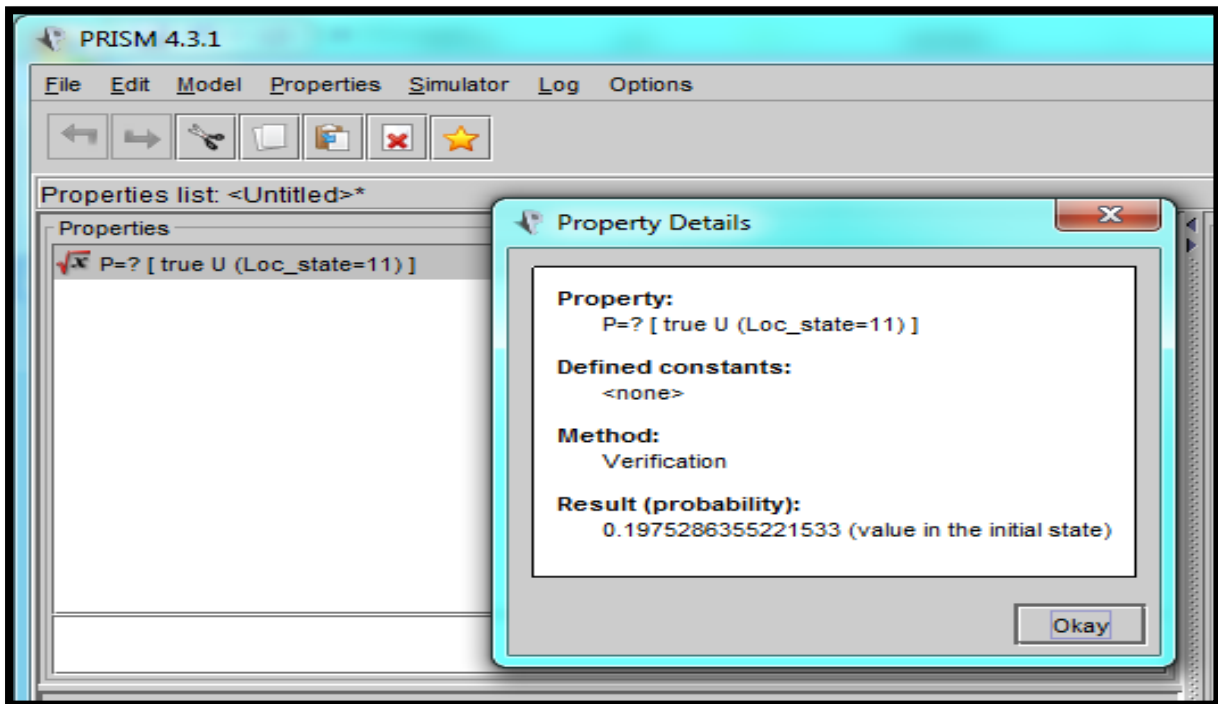 PRISM 4.3.1
File Edit Model Properties Simulator Log Options
Properties list: <Untitled>*
Properties
√x P=? [ true U (Loc_state=11) ]
Property Details
Property:
P=? [ true U (Loc_state=11) ]
Defined constants:
<none>
Method:
Verification
Result (probability):
0.1975286355221533 (value in the initial state)
Okay